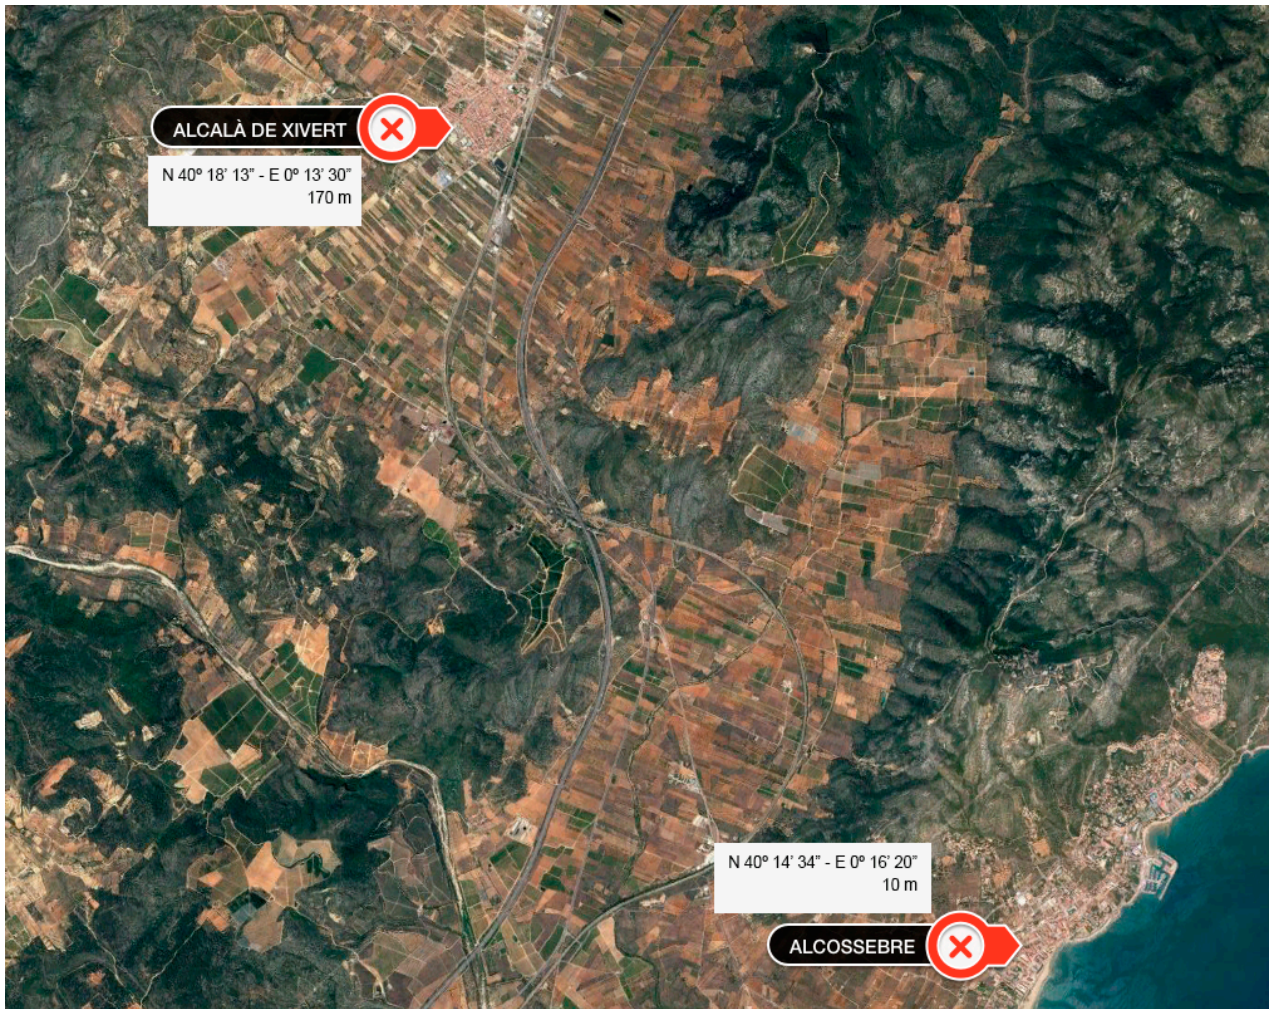 ALCALÀ DE XIVERT
N 40º 18’ 13” - E 0º 13’ 30”
170 m
N 40º 14’ 34” - E 0º 16’ 20”
10 m
ALCOSSEBRE